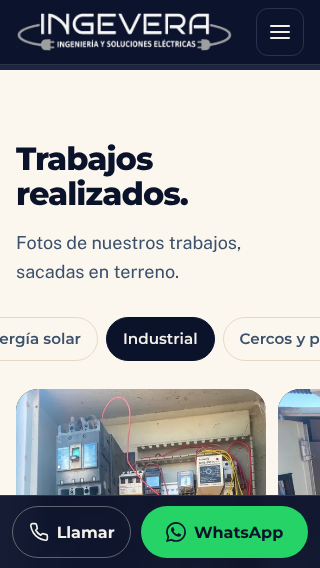 INGEVERA
INGENIERÍA Y SOLUCIONES ELÉCTRICAS
Trabajos
realizados.
Fotos de nuestros trabajos,
sacadas en terreno.
ergía solar
Industrial
Cercos y p
Llamar
WhatsApp